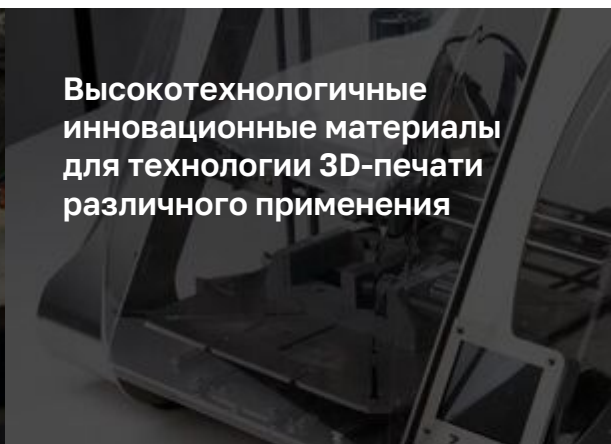 Высокотехнологичные
инновационные материалы
для технологии 3D-печати
различного применения